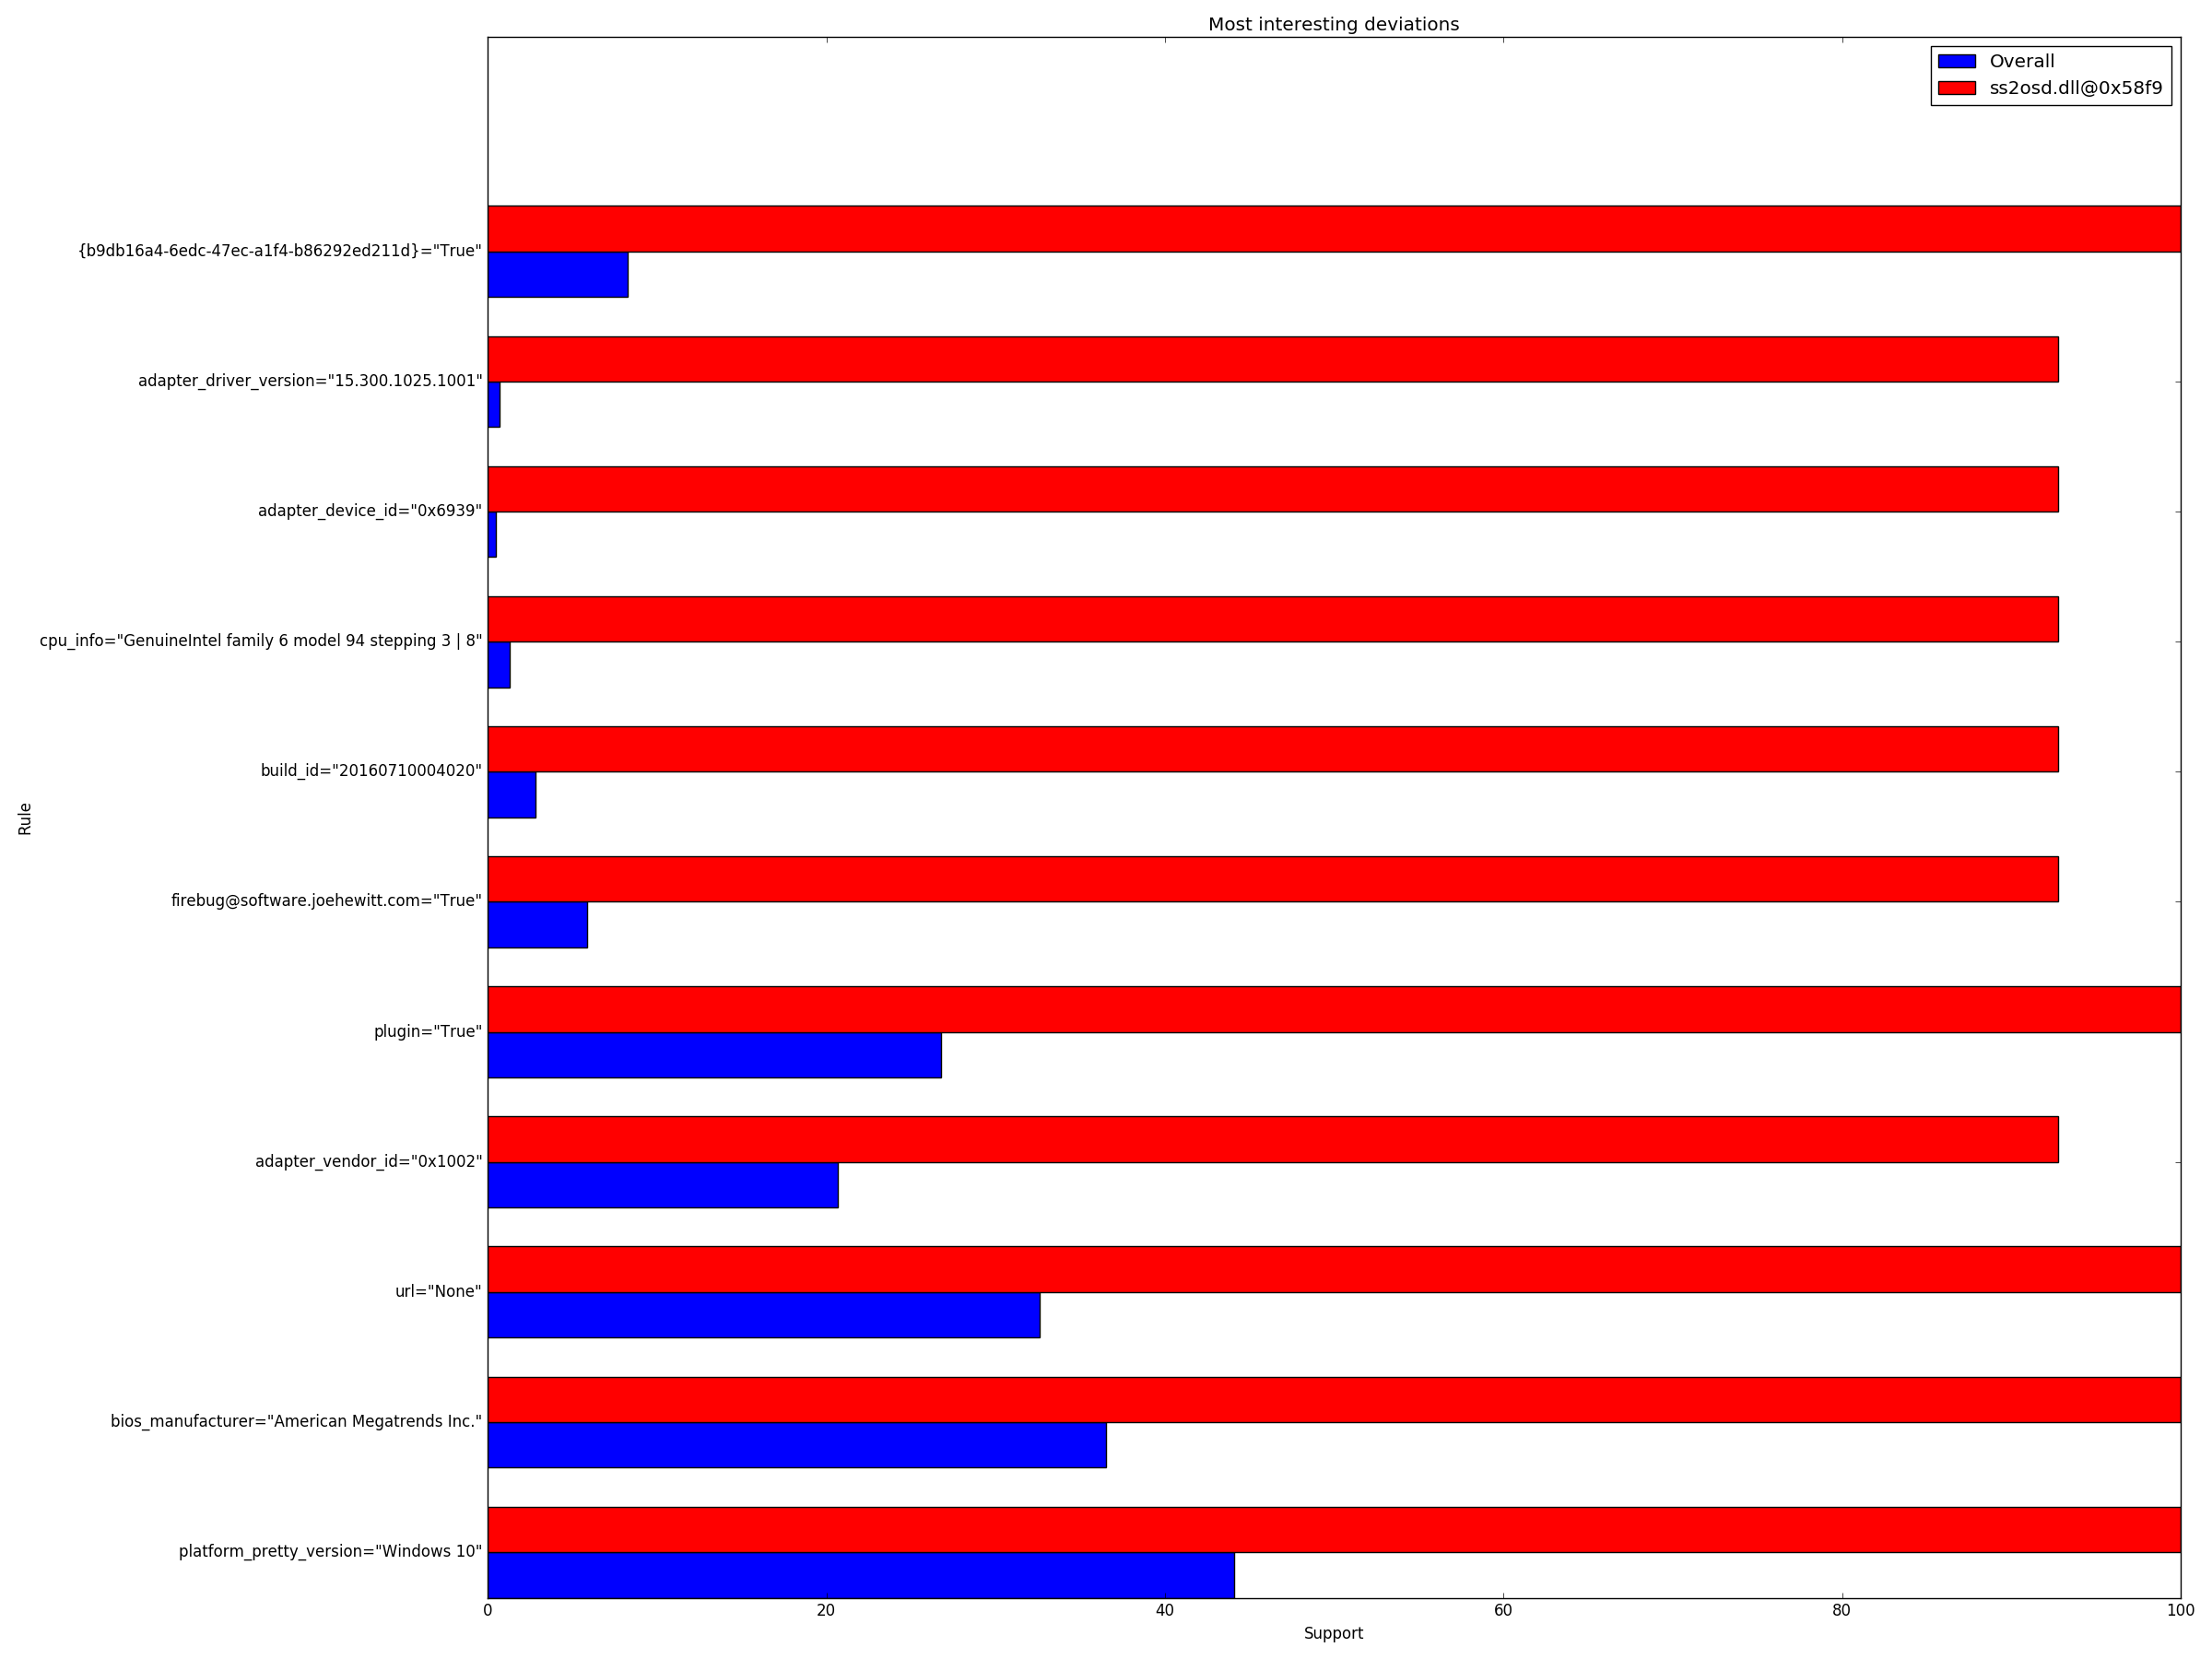 Most interesting deviations
Overall
ss2osd.dll@0x58f9
{b9db16a4-6edc-47ec-a1f4-b86292ed211d}="True"
adapter_driver_version="15.300.1025.1001"
adapter_device_id="0x6939"
cpu_info="GenuineIntel family 6 model 94 stepping 3 | 8"
build_id="20160710004020"
Rule
firebug@software.joehewitt.com="True"
plugin="True"
adapter_vendor_id="0x1002"
url="None"
bios_manufacturer="American Megatrends Inc."
platform_pretty_version="Windows 10"
0 20 40 60 80 100
Support